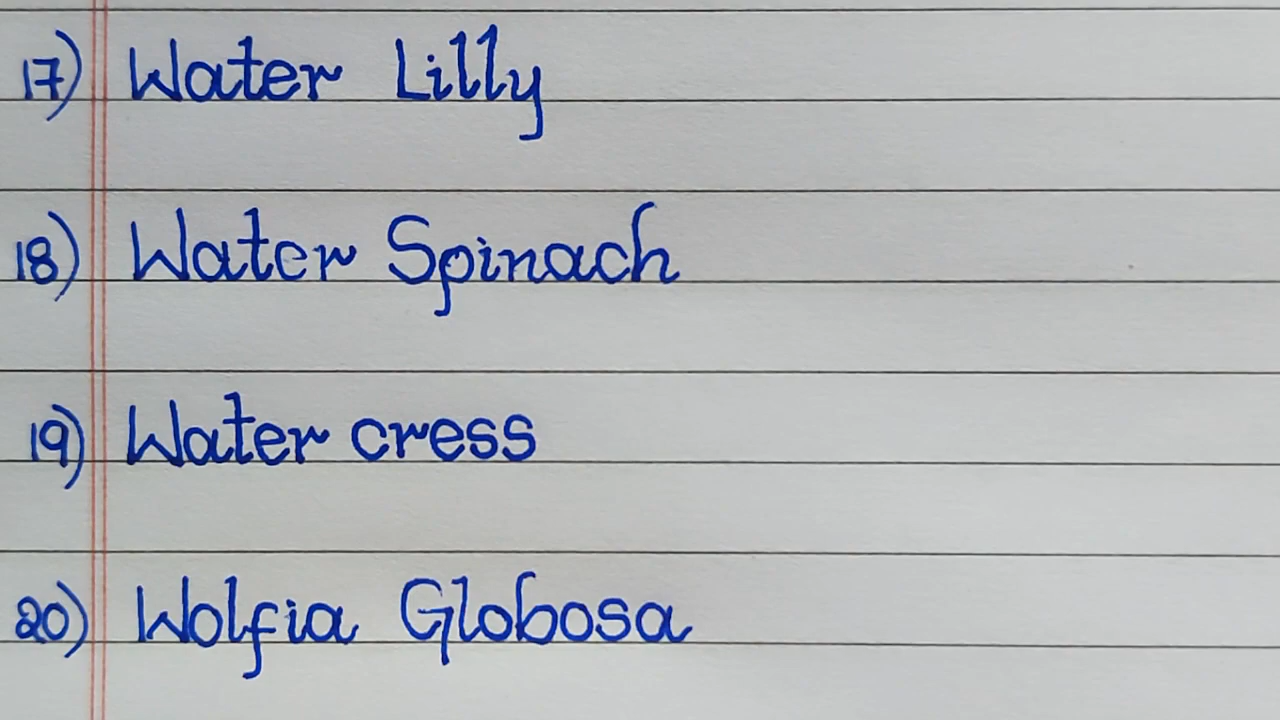 17) Water Lilly
18) Water Spinach
19) Water cress
20) Wolfia Globosa